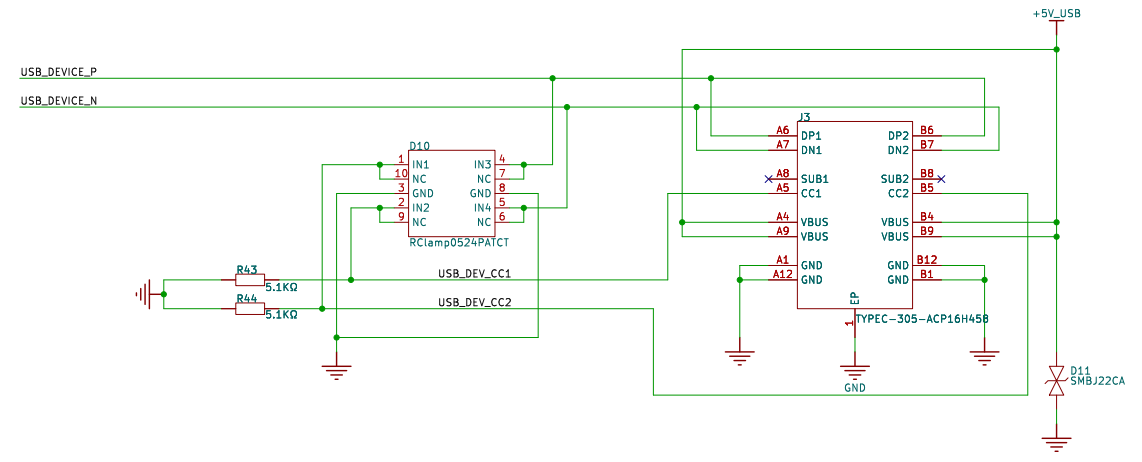 +5V_USB
USB_DEVICE_P
USB_DEVICE_N
J3
A6 DP1 DP2 B6
A7 DN1 DN2 B7
A8 SUB1 SUB2 B8
A5 CC1 CC2 B5
A4 VBUS VBUS B4
A9 VBUS VBUS B9
A1 GND GND B12
A12 GND GND B1
EP
1
TYPEC-305-ACP16H458
GND
D10
1 IN1 IN3 4
10 NC NC 7
3 GND GND 8
2 IN2 IN4 5
9 NC NC 6
RClamp0524PATCT
R43
5.1KΩ
USB_DEV_CC1
R44
5.1KΩ
USB_DEV_CC2
D11
SMBJ22CA